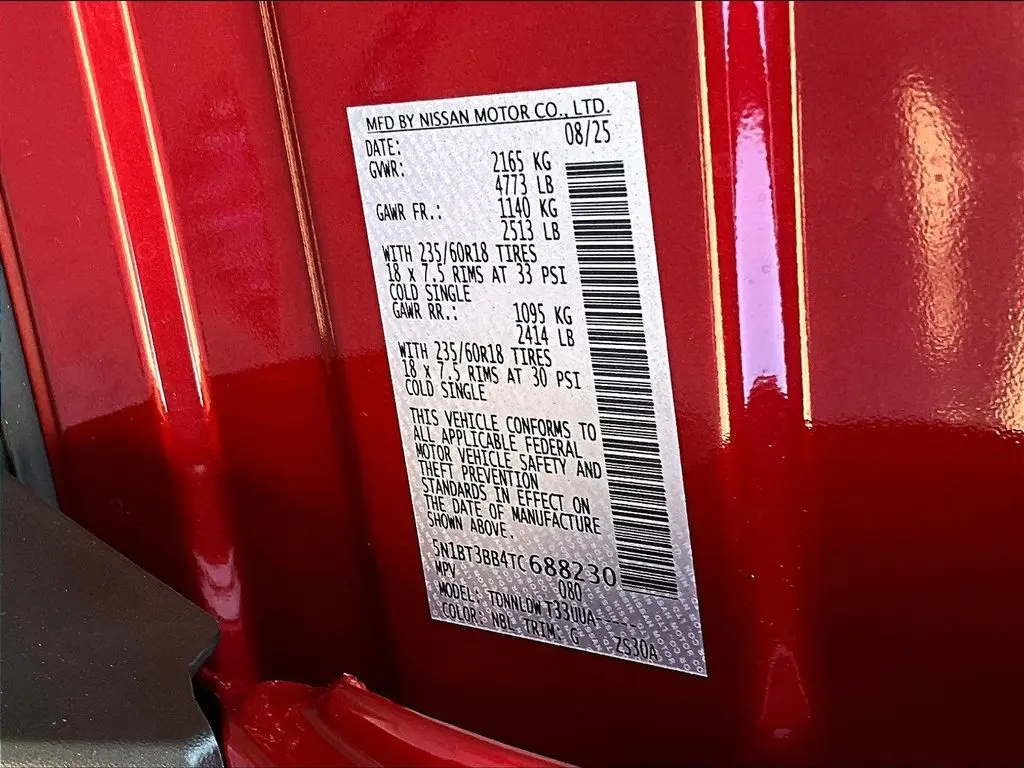 MFD BY NISSAN MOTOR CO., LTD.
DATE: 08/25
GVWR: 2165 KG
4773 LB
GAWR FR.: 1140 KG
2513 LB
WITH 235/60R18 TIRES
18 x 7.5 RIMS AT 33 PSI
COLD SINGLE
GAWR RR.: 1095 KG
2414 LB
WITH 235/60R18 TIRES
18 x 7.5 RIMS AT 30 PSI
COLD SINGLE
THIS VEHICLE CONFORMS TO
ALL APPLICABLE FEDERAL
MOTOR VEHICLE SAFETY AND
THEFT PREVENTION
STANDARDS IN EFFECT ON
THE DATE OF MANUFACTURE
SHOWN ABOVE.
5N1BT3BB4TC688230
MPV 080
MODEL: TDNNLDW T33UUA-----
COLOR: NBL TRIM: G ZS30A